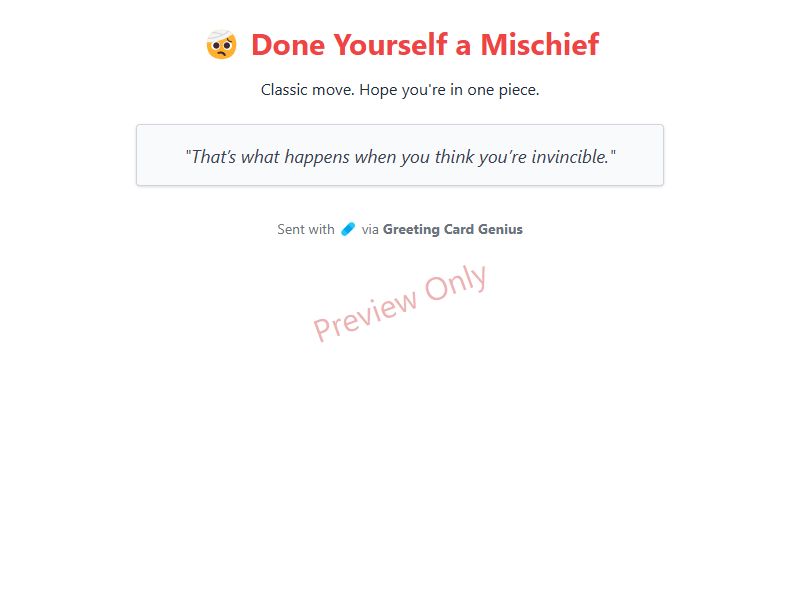 Done Yourself a Mischief
Classic move. Hope you're in one piece.
"That’s what happens when you think you’re invincible."
Sent with via Greeting Card Genius
Preview Only